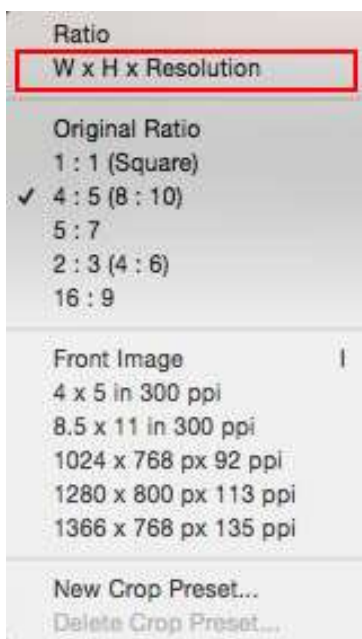 Ratio
W x H x Resolution
Original Ratio
1 : 1 (Square)
✓ 4 : 5 (8 : 10)
5 : 7
2 : 3 (4 : 6)
16 : 9
Front Image I
4 x 5 in 300 ppi
8.5 x 11 in 300 ppi
1024 x 768 px 92 ppi
1280 x 800 px 113 ppi
1366 x 768 px 135 ppi
New Crop Preset...
Delete Crop Preset...